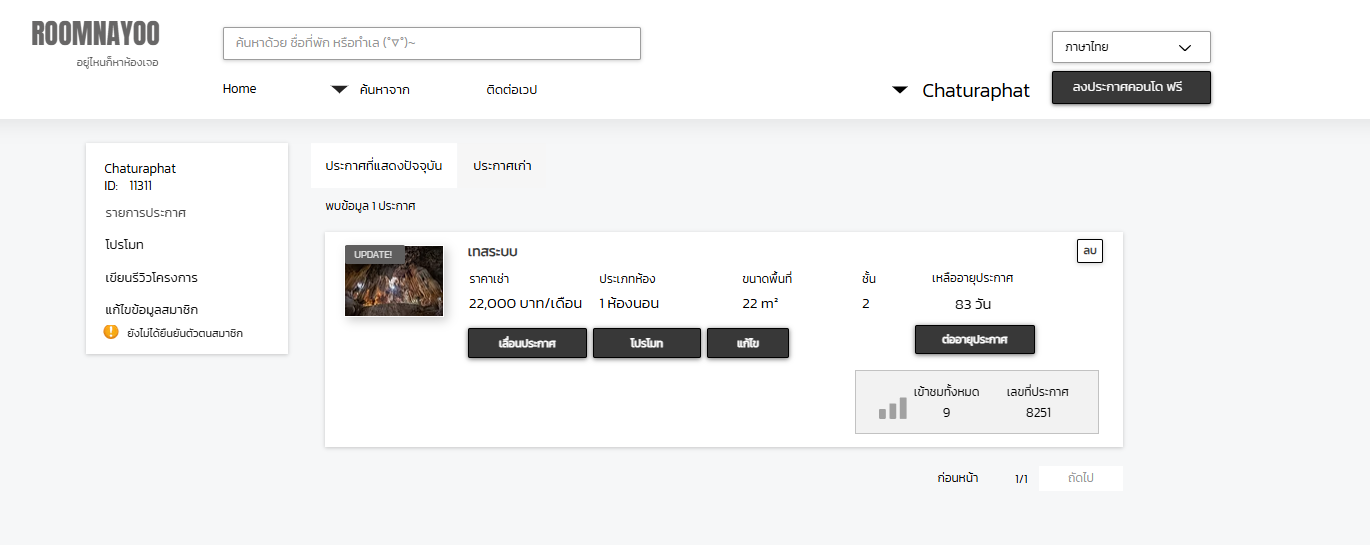 ROOMNAYOO
อยู่ไหนก็หาห้องเจอ
ค้นหาด้วย ชื่อที่พัก หรือทำเล (˚▽˚)~
ภาษาไทย
Home
ค้นหาจาก
ติดต่อเวป
Chaturaphat
ลงประกาศคอนโด ฟรี
Chaturaphat
ID: 11311
รายการประกาศ
โปรโมท
เขียนรีวิวโครงการ
แก้ไขข้อมูลสมาชิก
ยังไม่ได้ยืนยันตัวตนสมาชิก
ประกาศที่แสดงปัจจุบัน
ประกาศเก่า
พบข้อมูล 1 ประกาศ
UPDATE!
เทสระบบ
ลบ
ราคาเช่า ประเภทห้อง ขนาดพื้นที่ ชั้น เหลืออายุประกาศ
22,000 บาท/เดือน 1 ห้องนอน 22 m² 2 83 วัน
เลื่อนประกาศ โปรโมท แก้ไข ต่ออายุประกาศ
เข้าชมทั้งหมด เลขที่ประกาศ
9 8251
ก่อนหน้า 1/1 ถัดไป